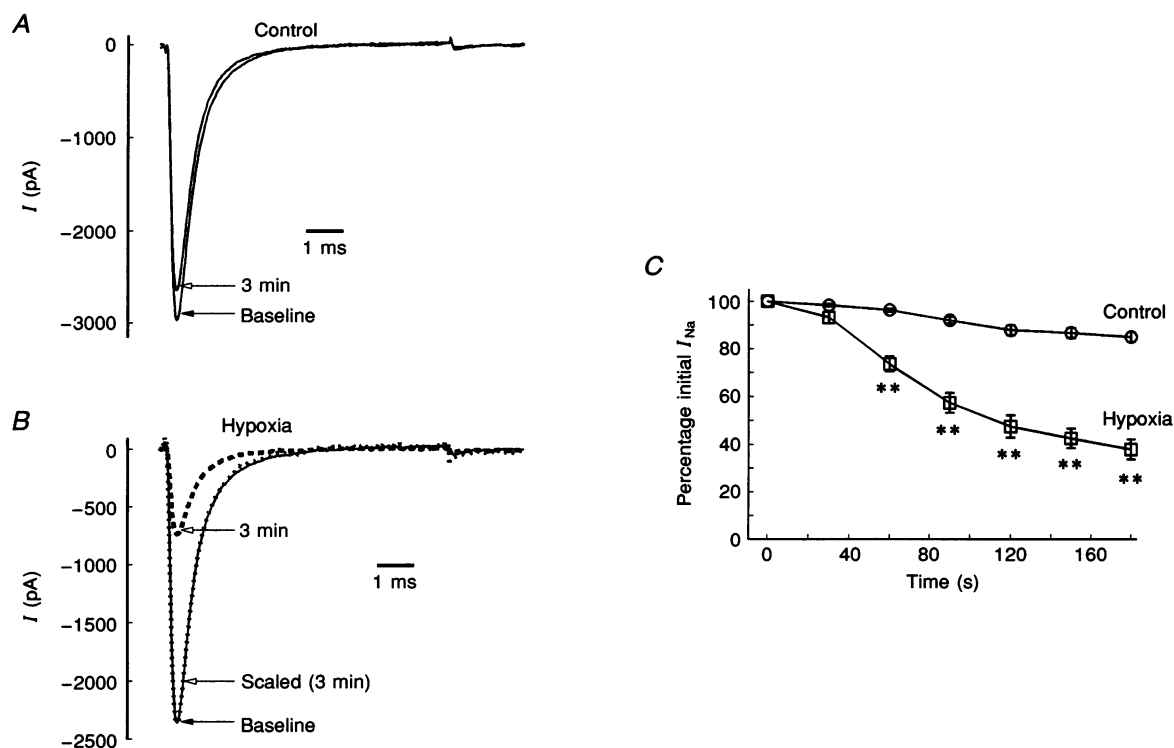 A
Control
0
−1000
−2000
−3000
I (pA)
1 ms
3 min
Baseline
B
Hypoxia
0
−500
−1000
−1500
−2000
−2500
I (pA)
3 min
1 ms
Scaled (3 min)
Baseline
C
100
80
60
40
20
0
Percentage initial INa
Control
Hypoxia
**
**
**
**
**
0 40 80 120 160
Time (s)